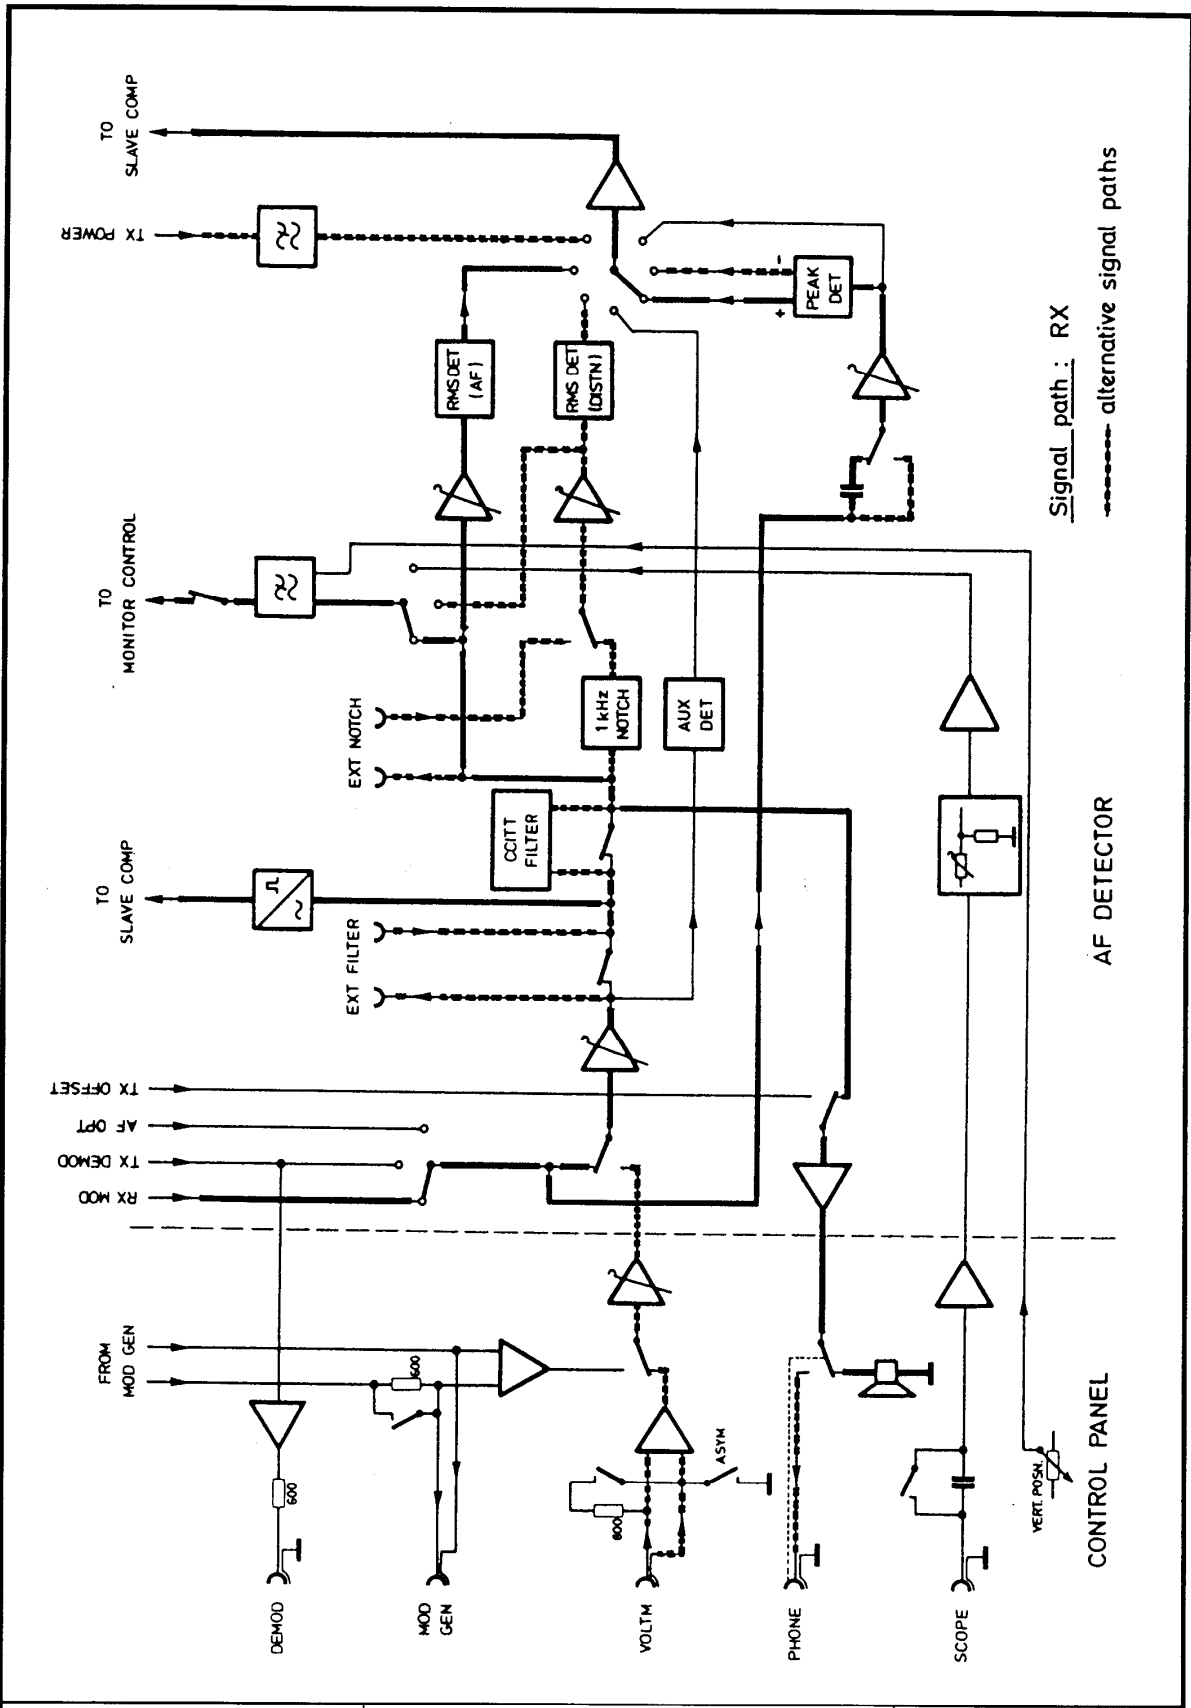 TO
SLAVE COMP
TX POWER
RMS DET
(AF)
RMS DET
(DISTN)
-
+
PEAK
DET
Signal path : RX
alternative signal paths
TO
MONITOR CONTROL
EXT NOTCH
1 kHz
NOTCH
AUX
DET
TO
SLAVE COMP
CCITT
FILTER
EXT FILTER
AF DETECTOR
TX OFFSET
AF OPT
TX DEMOD
RX MOD
FROM
MOD GEN
600
600
ASYM
600
VERT. POSN.
CONTROL PANEL
DEMOD
MOD
GEN
VOLTM
PHONE
SCOPE